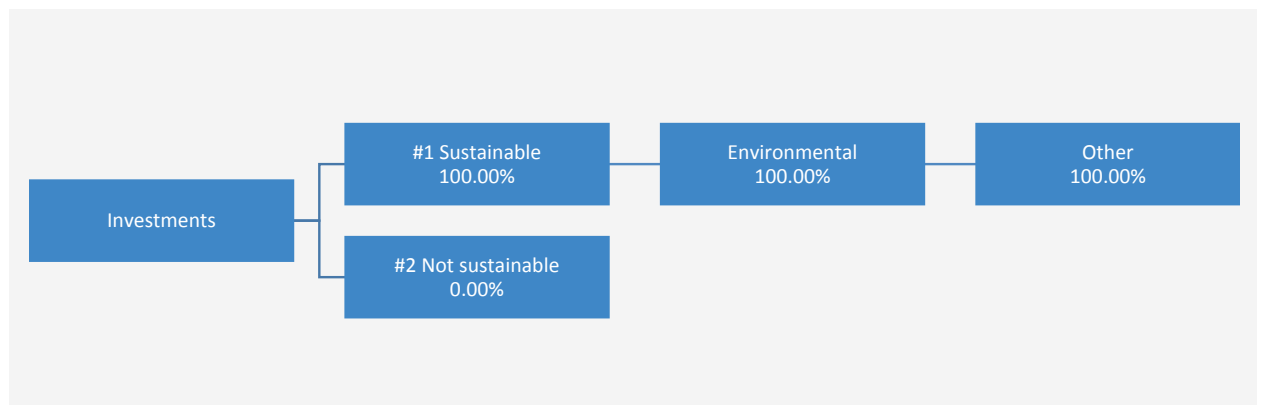 Investments
#1 Sustainable
100.00%
Environmental
100.00%
Other
100.00%
#2 Not sustainable
0.00%